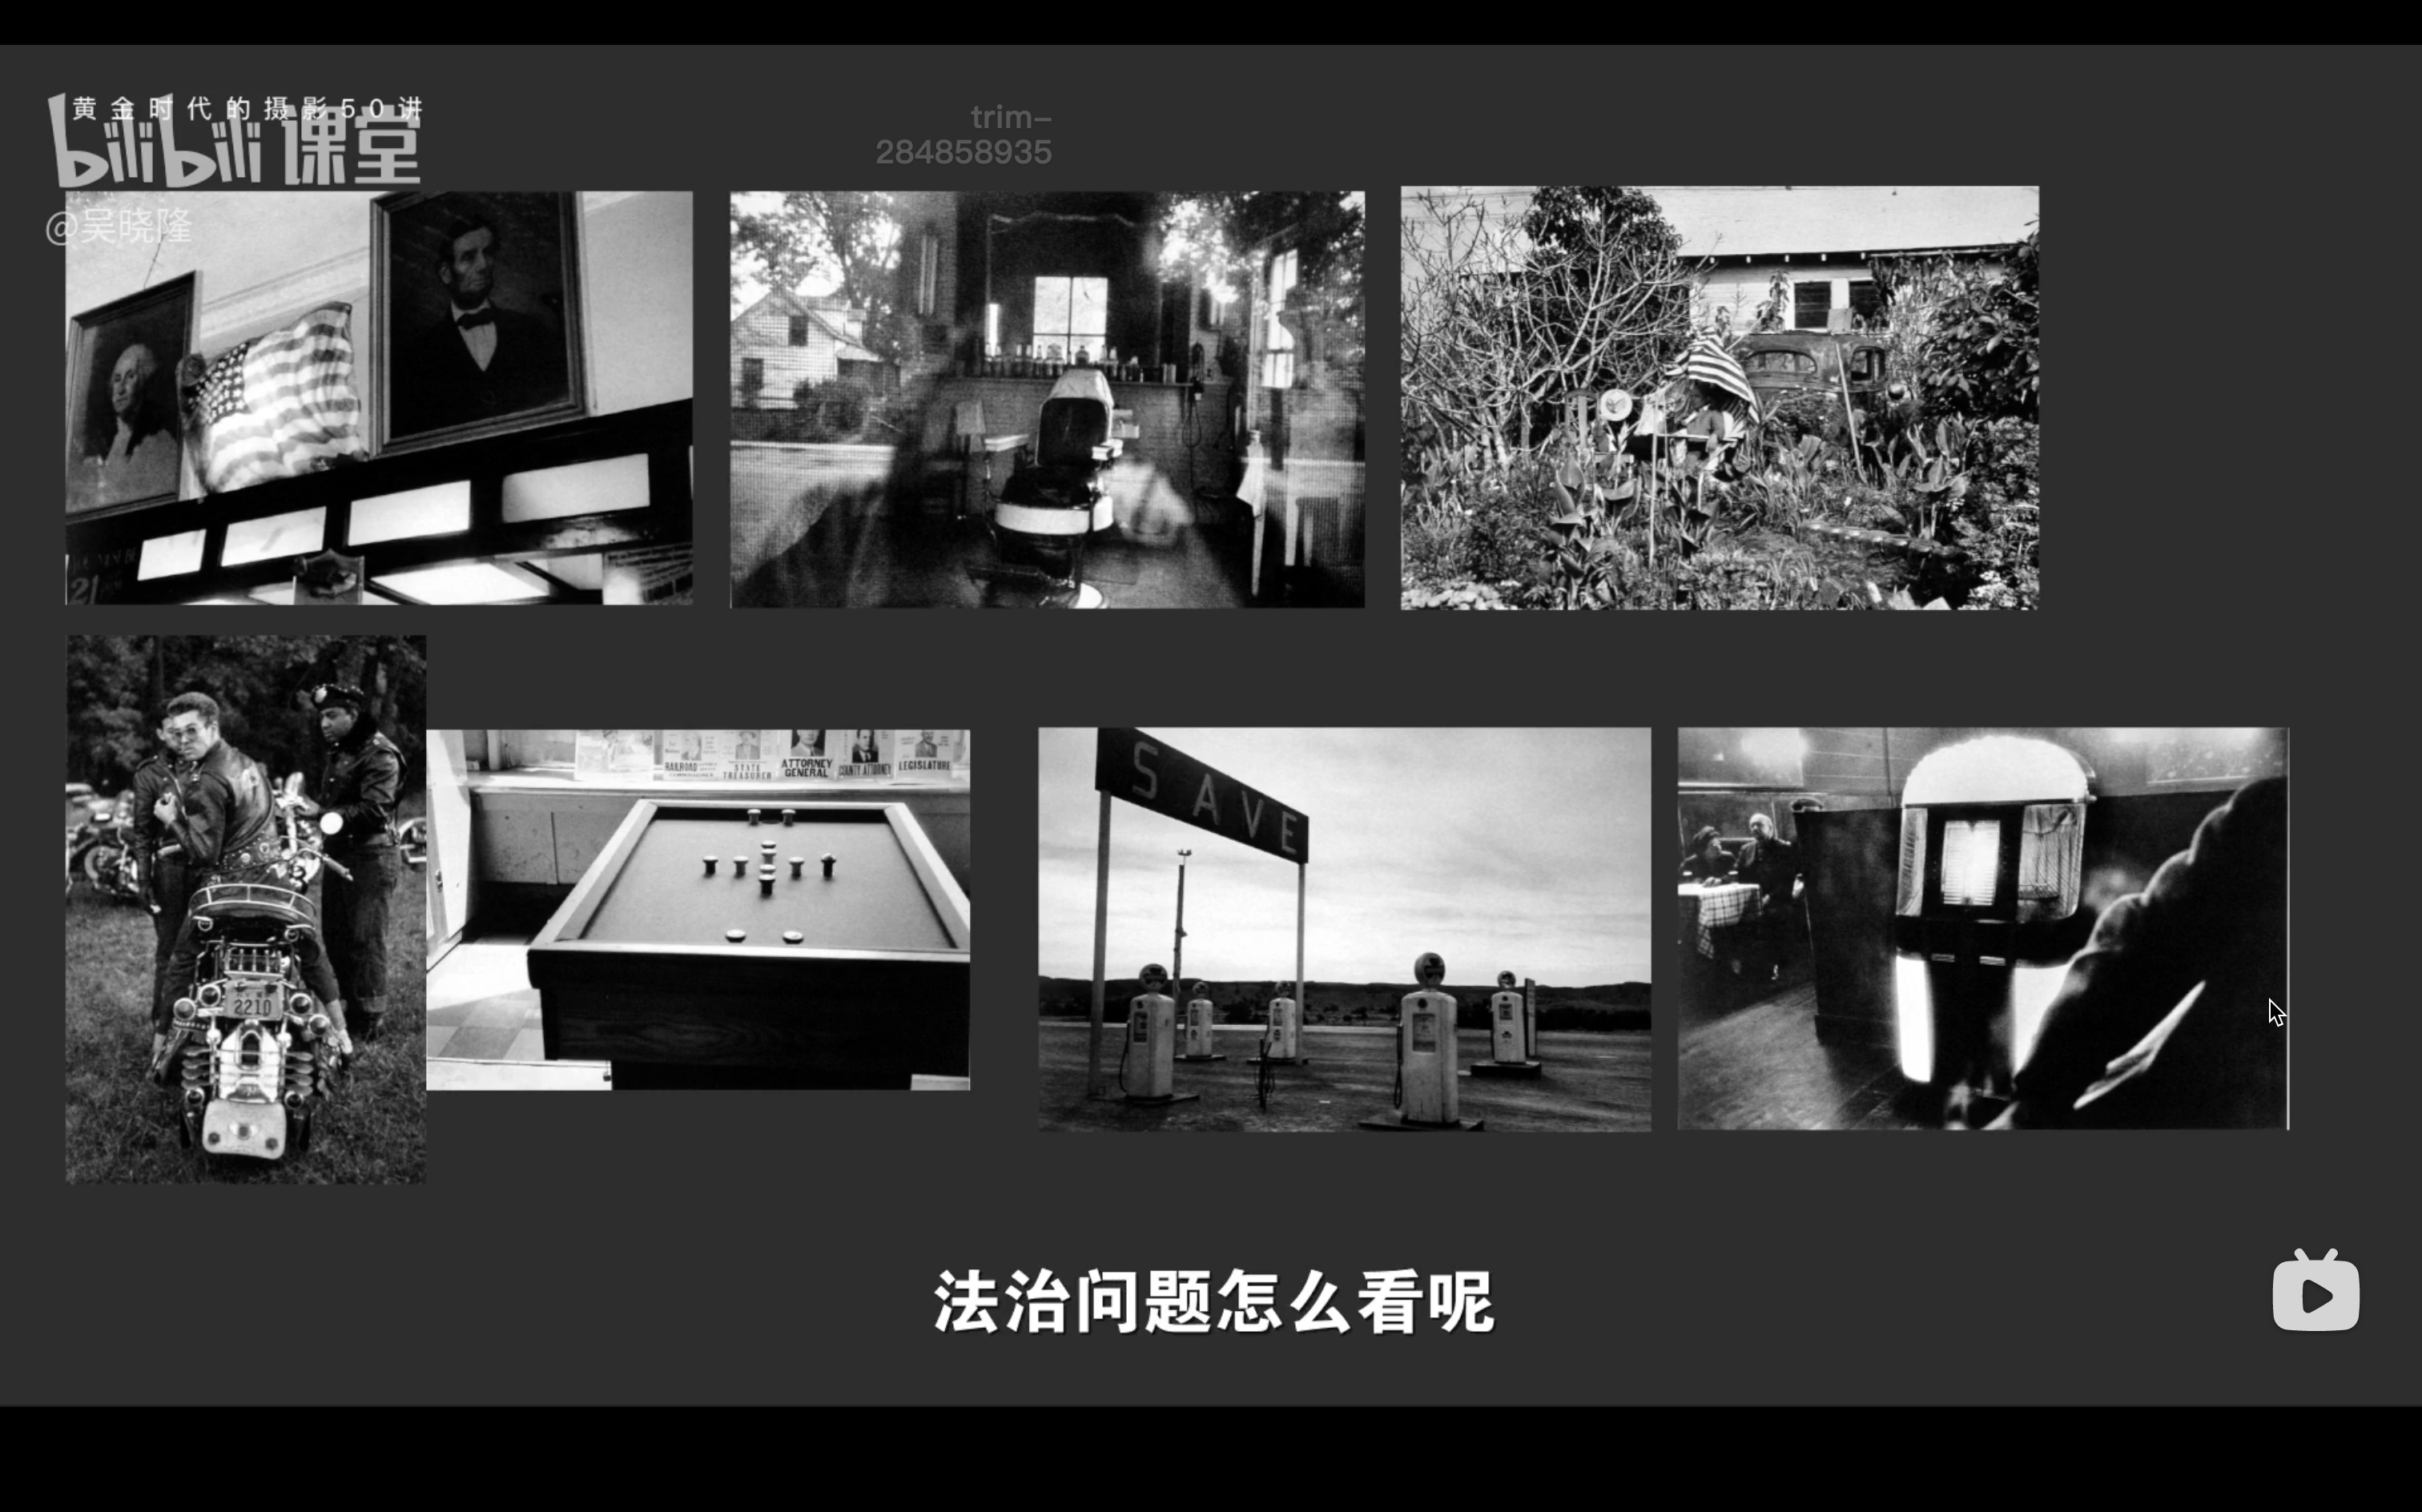 黄金时代的摄影50讲
bilibili课堂
@吴晓隆
trim-
284858935
21
2210
RAILROAD
COMMISSIONER
STATE
TREASURER
ATTORNEY
GENERAL
COUNTY ATTORNEY
LEGISLATURE
SAVE
法治问题怎么看呢